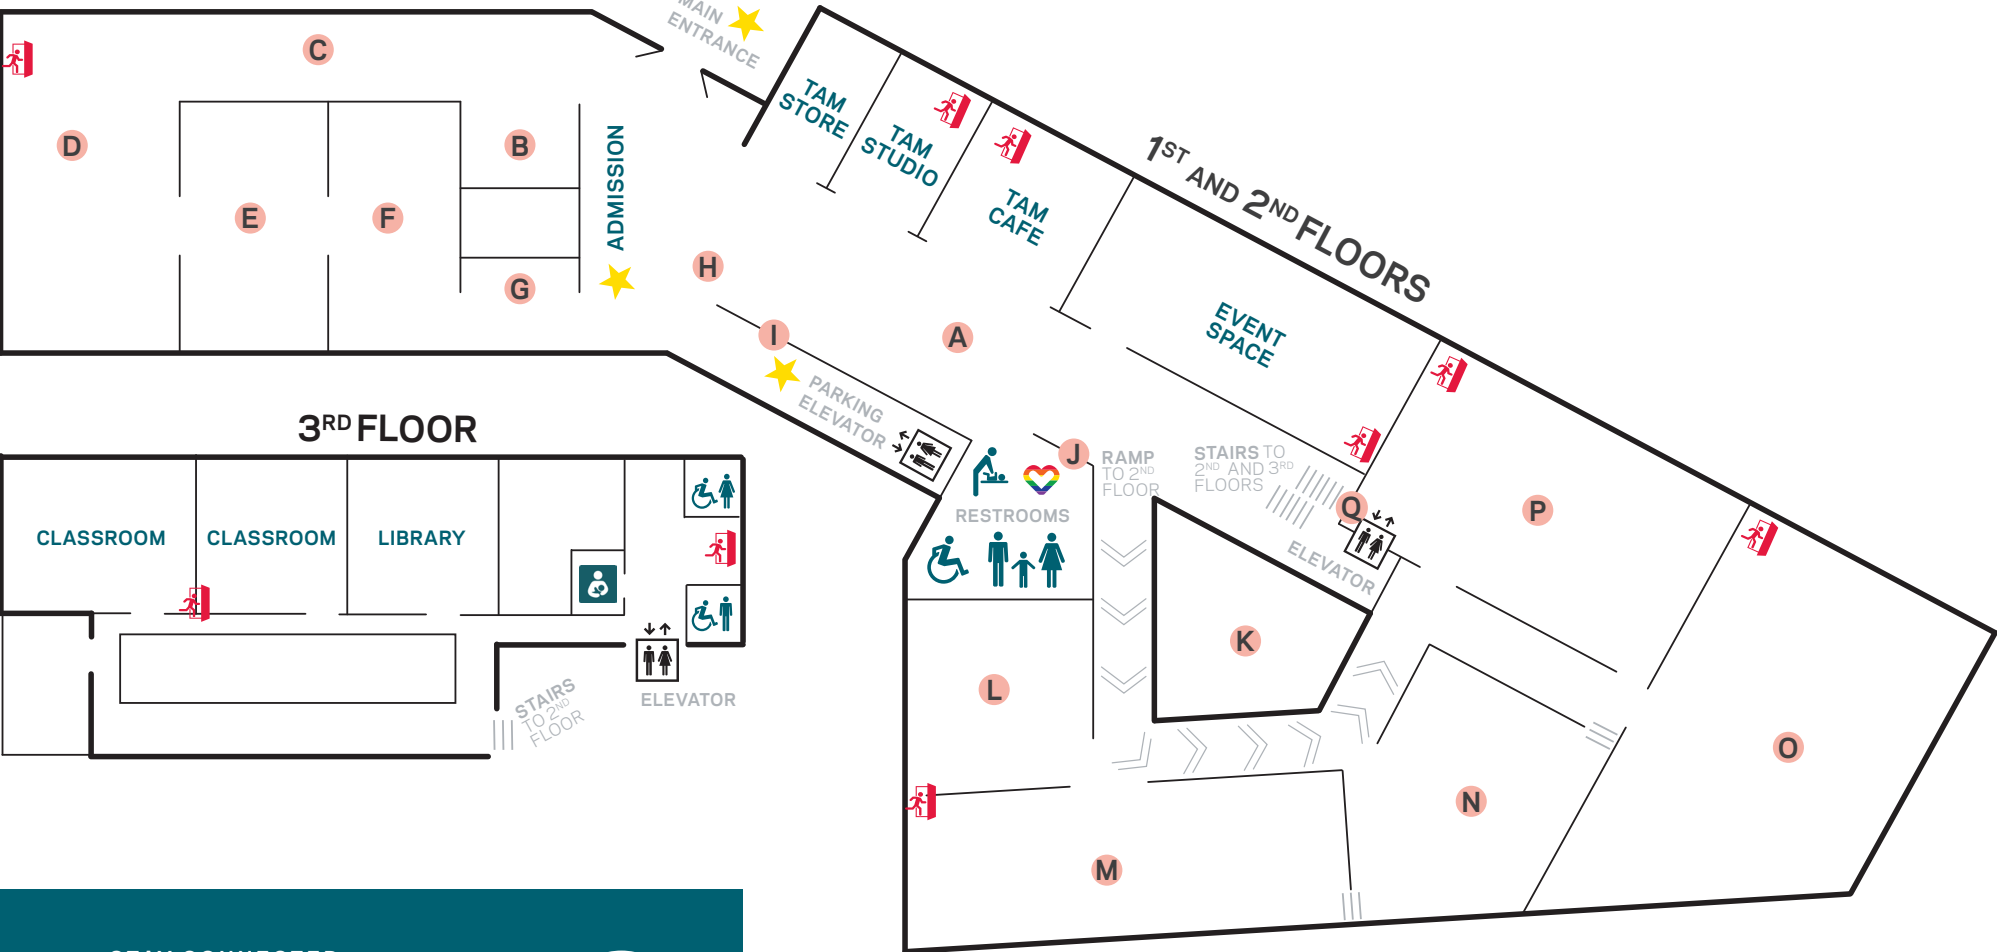 MAIN
ENTRANCE
C
D
B
E
F
G
ADMISSION
H
I
A
TAM
STORE
TAM
STUDIO
TAM
CAFE
1ST AND 2ND FLOORS
EVENT
SPACE
PARKING
ELEVATOR
J
RAMP
TO 2ND
FLOOR
STAIRS TO
2ND AND 3RD
FLOORS
RESTROOMS
Q
ELEVATOR
P
K
L
M
N
O
3RD FLOOR
CLASSROOM
CLASSROOM
LIBRARY
STAIRS
TO 2ND
FLOOR
ELEVATOR